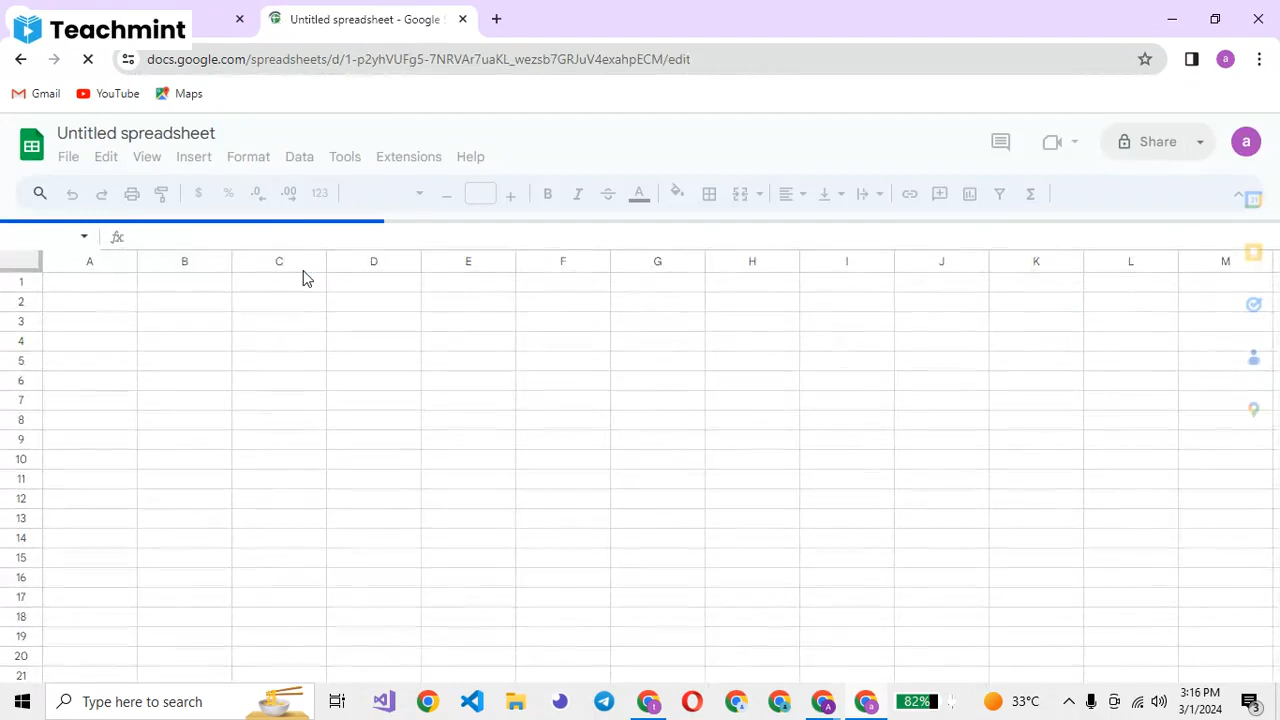 Teachmint
Untitled spreadsheet - Google
docs.google.com/spreadsheets/d/1-p2yhVUFg5-7NRVAr7uaKL_wezsb7GRJuV4exahpECM/edit
a
Gmail YouTube Maps
Untitled spreadsheet
File Edit View Insert Format Data Tools Extensions Help
Share
a
$ % .0 .00 123
B I A Σ
fx
A B C D E F G H I J K L M
1
2
3
4
5
6
7
8
9
10
11
12
13
14
15
16
17
18
19
20
21
Type here to search
82%
33°C
3:16 PM
3/1/2024
3